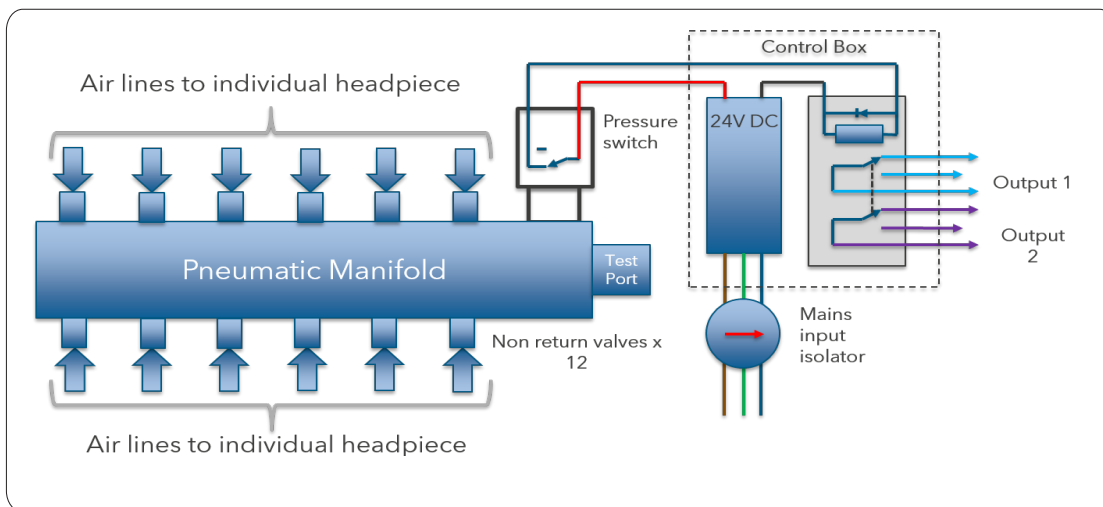 Control Box
Air lines to individual headpiece
Pressure
switch
24V DC
Output 1
Output
2
Pneumatic Manifold
Test
Port
Non return valves x
12
Mains
input
isolator
Air lines to individual headpiece